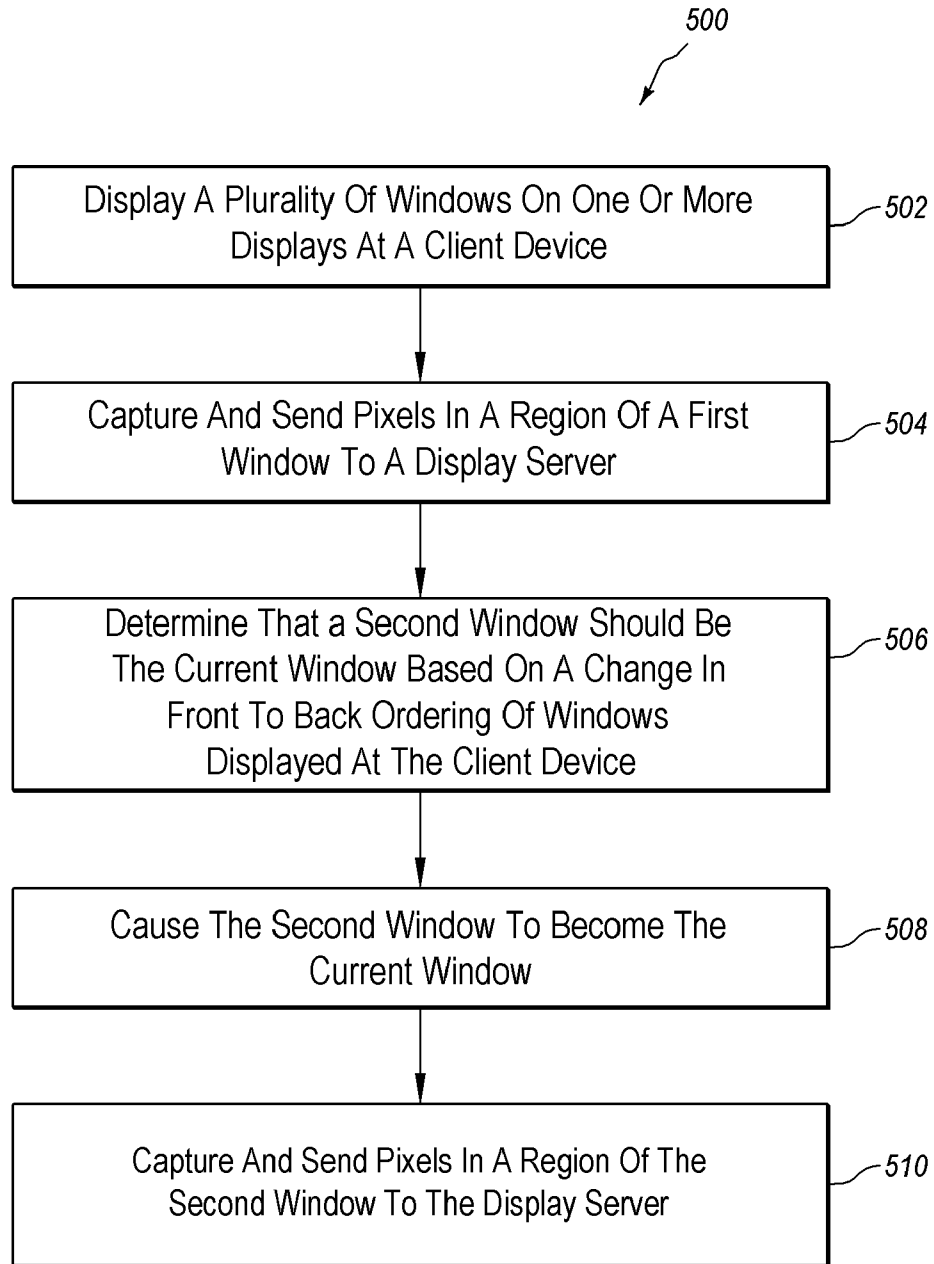 500
Display A Plurality Of Windows On One Or More
Displays At A Client Device
502
Capture And Send Pixels In A Region Of A First
Window To A Display Server
504
Determine That a Second Window Should Be
The Current Window Based On A Change In
Front To Back Ordering Of Windows
Displayed At The Client Device
506
Cause The Second Window To Become The
Current Window
508
Capture And Send Pixels In A Region Of The
Second Window To The Display Server
510